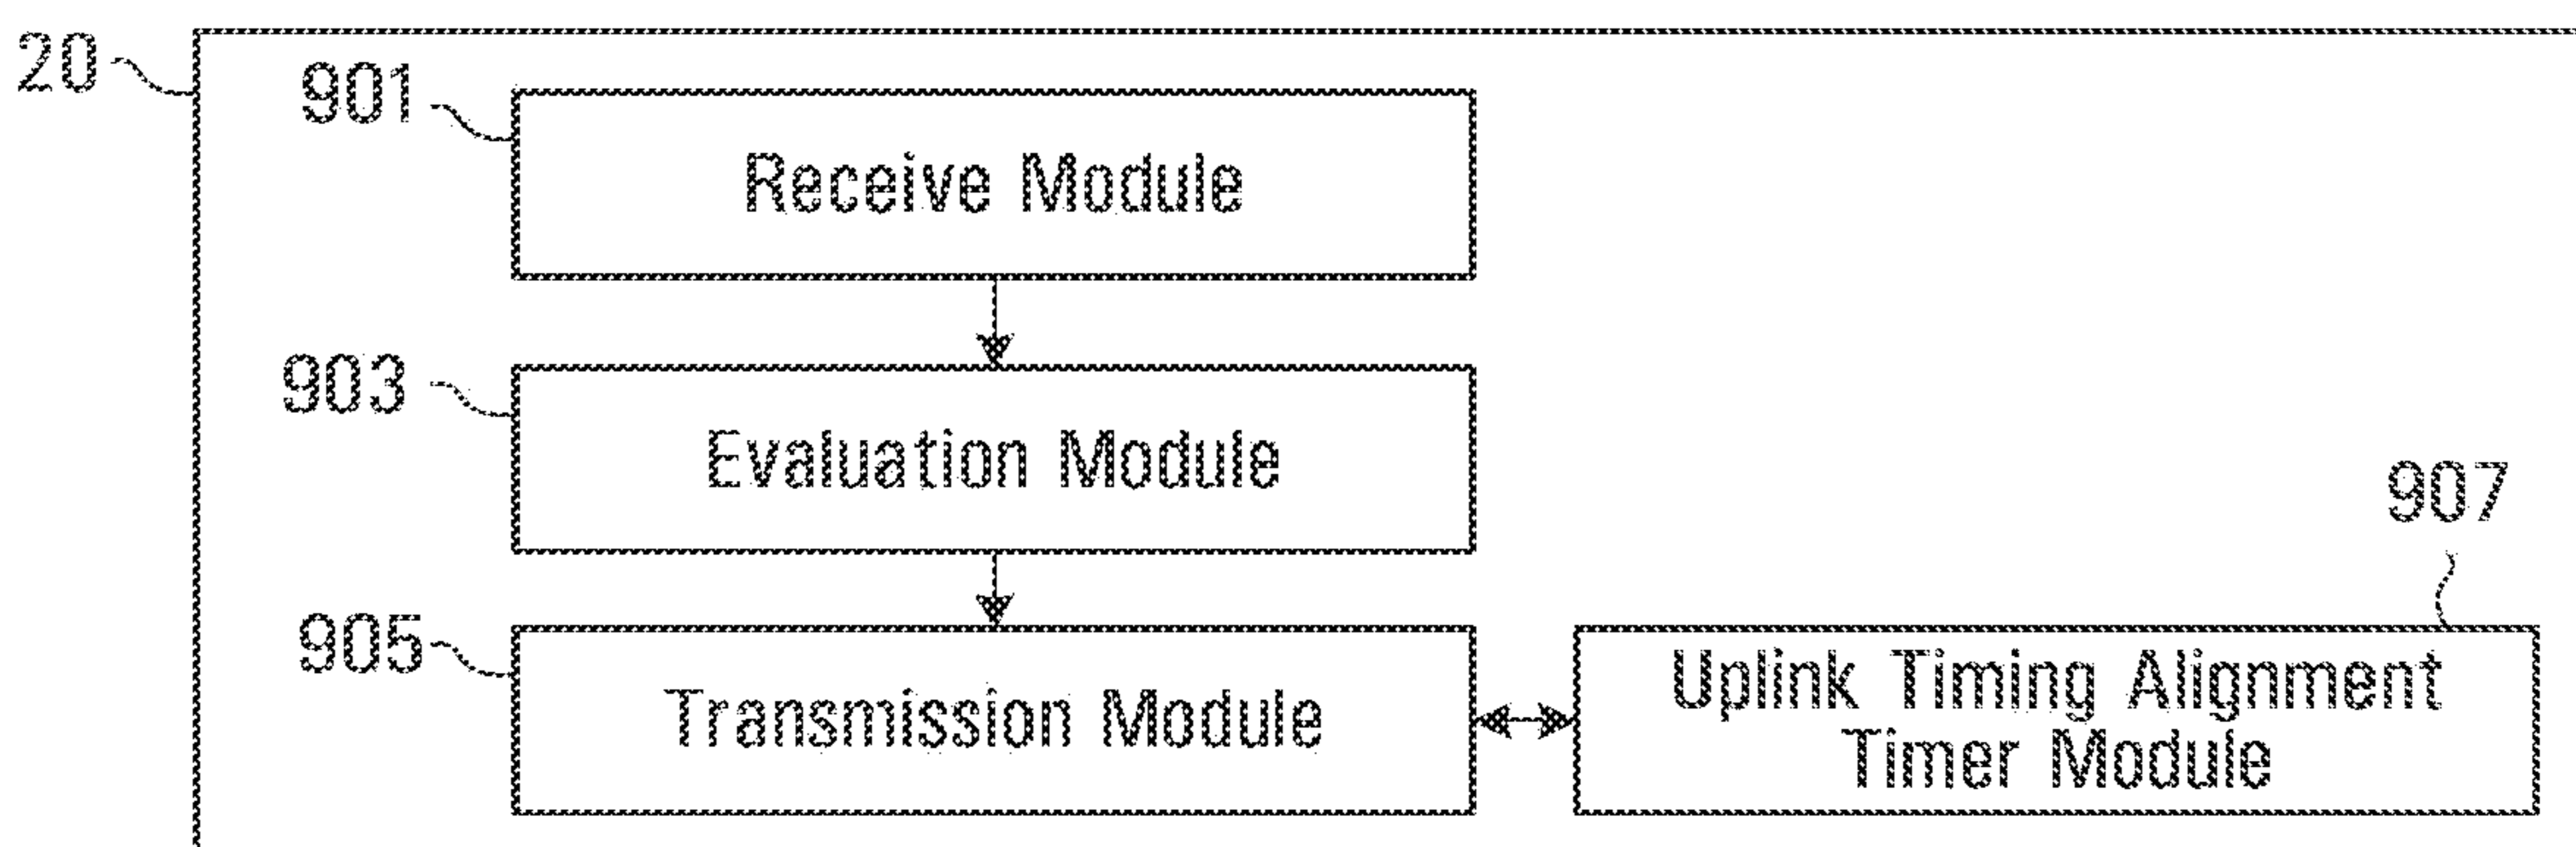 20
901
Receive Module
903
Evaluation Module
907
905
Transmission Module
Uplink Timing Alignment
Timer Module